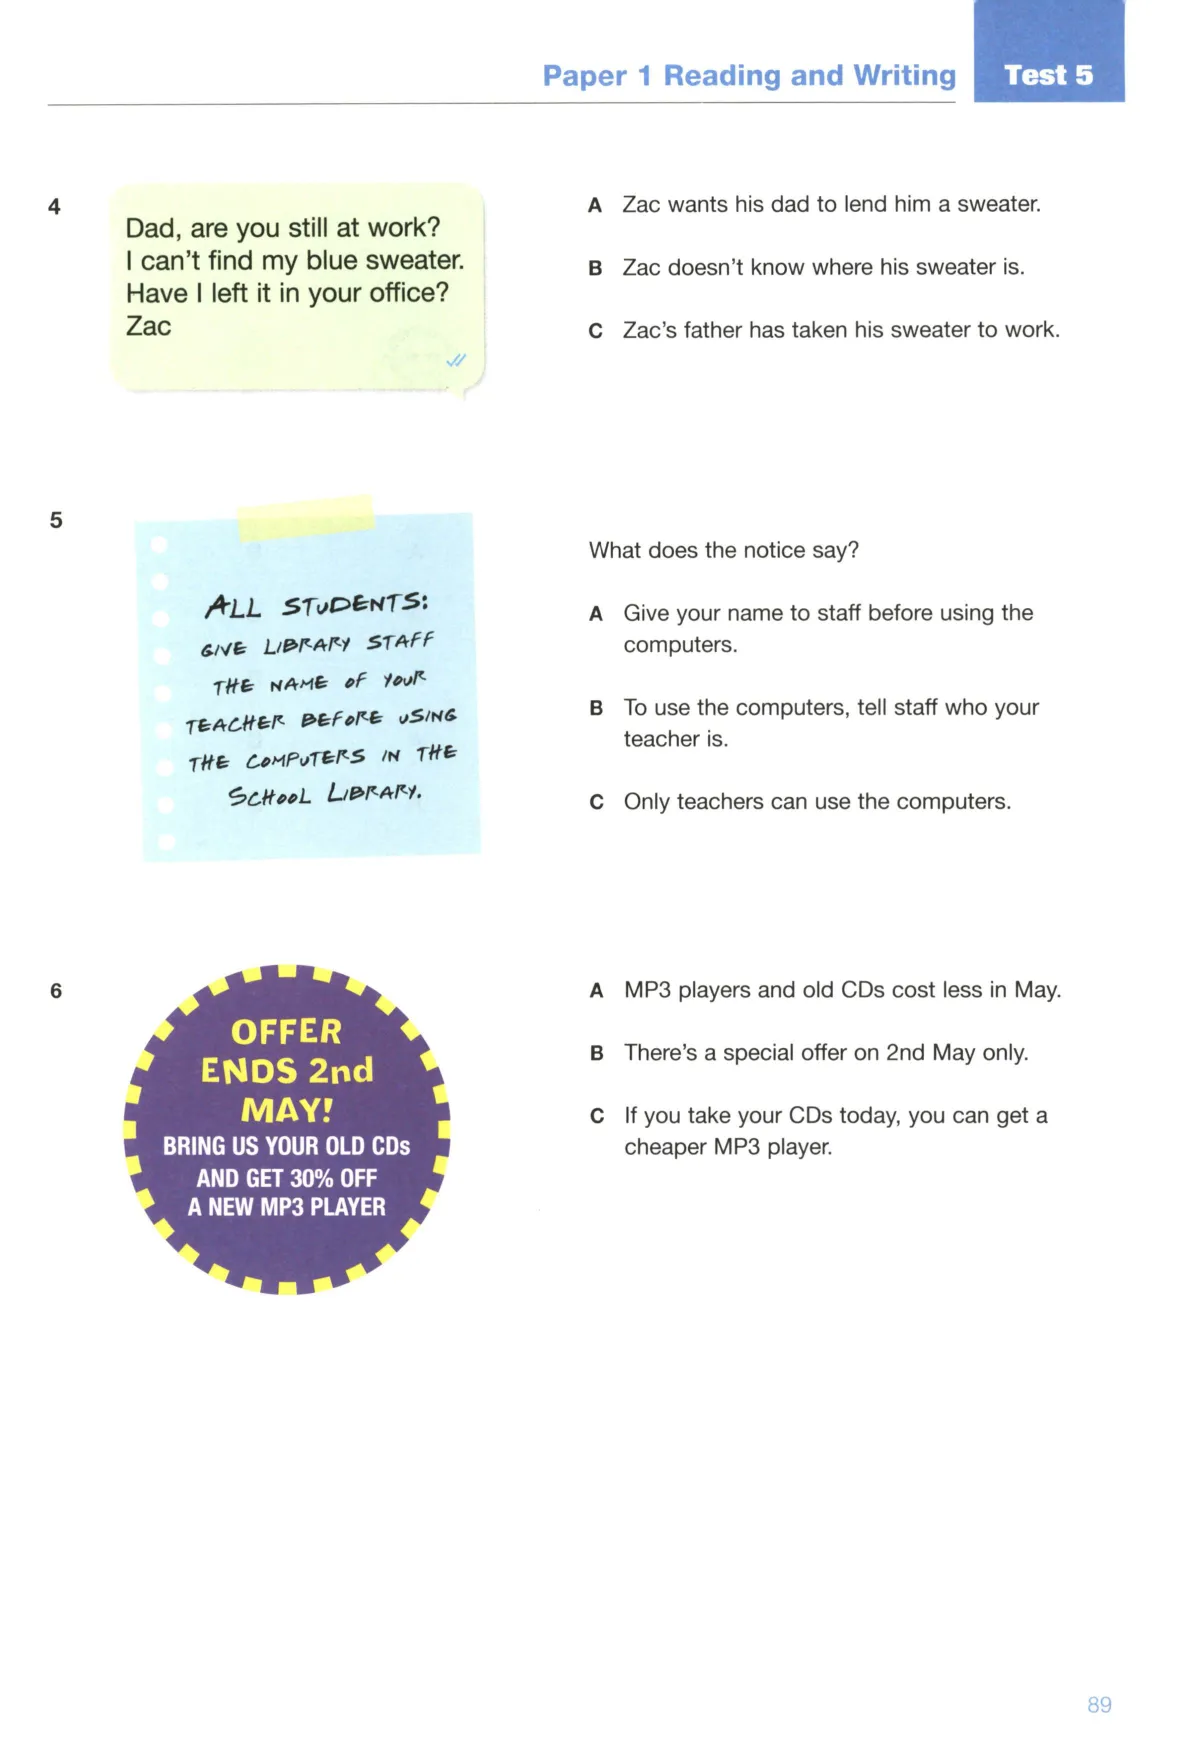 Paper 1 Reading and Writing
Test 5
4
Dad, are you still at work?
I can't find my blue sweater.
Have I left it in your office?
Zac
A Zac wants his dad to lend him a sweater.
B Zac doesn't know where his sweater is.
C Zac's father has taken his sweater to work.
5
ALL STUDENTS:
GIVE LIBRARY STAFF
THE NAME OF YOUR
TEACHER BEFORE USING
THE COMPUTERS IN THE
SCHOOL LIBRARY.
What does the notice say?
A Give your name to staff before using the
computers.
B To use the computers, tell staff who your
teacher is.
C Only teachers can use the computers.
6
OFFER
ENDS 2nd
MAY!
BRING US YOUR OLD CDs
AND GET 30% OFF
A NEW MP3 PLAYER
A MP3 players and old CDs cost less in May.
B There's a special offer on 2nd May only.
C If you take your CDs today, you can get a
cheaper MP3 player.
89